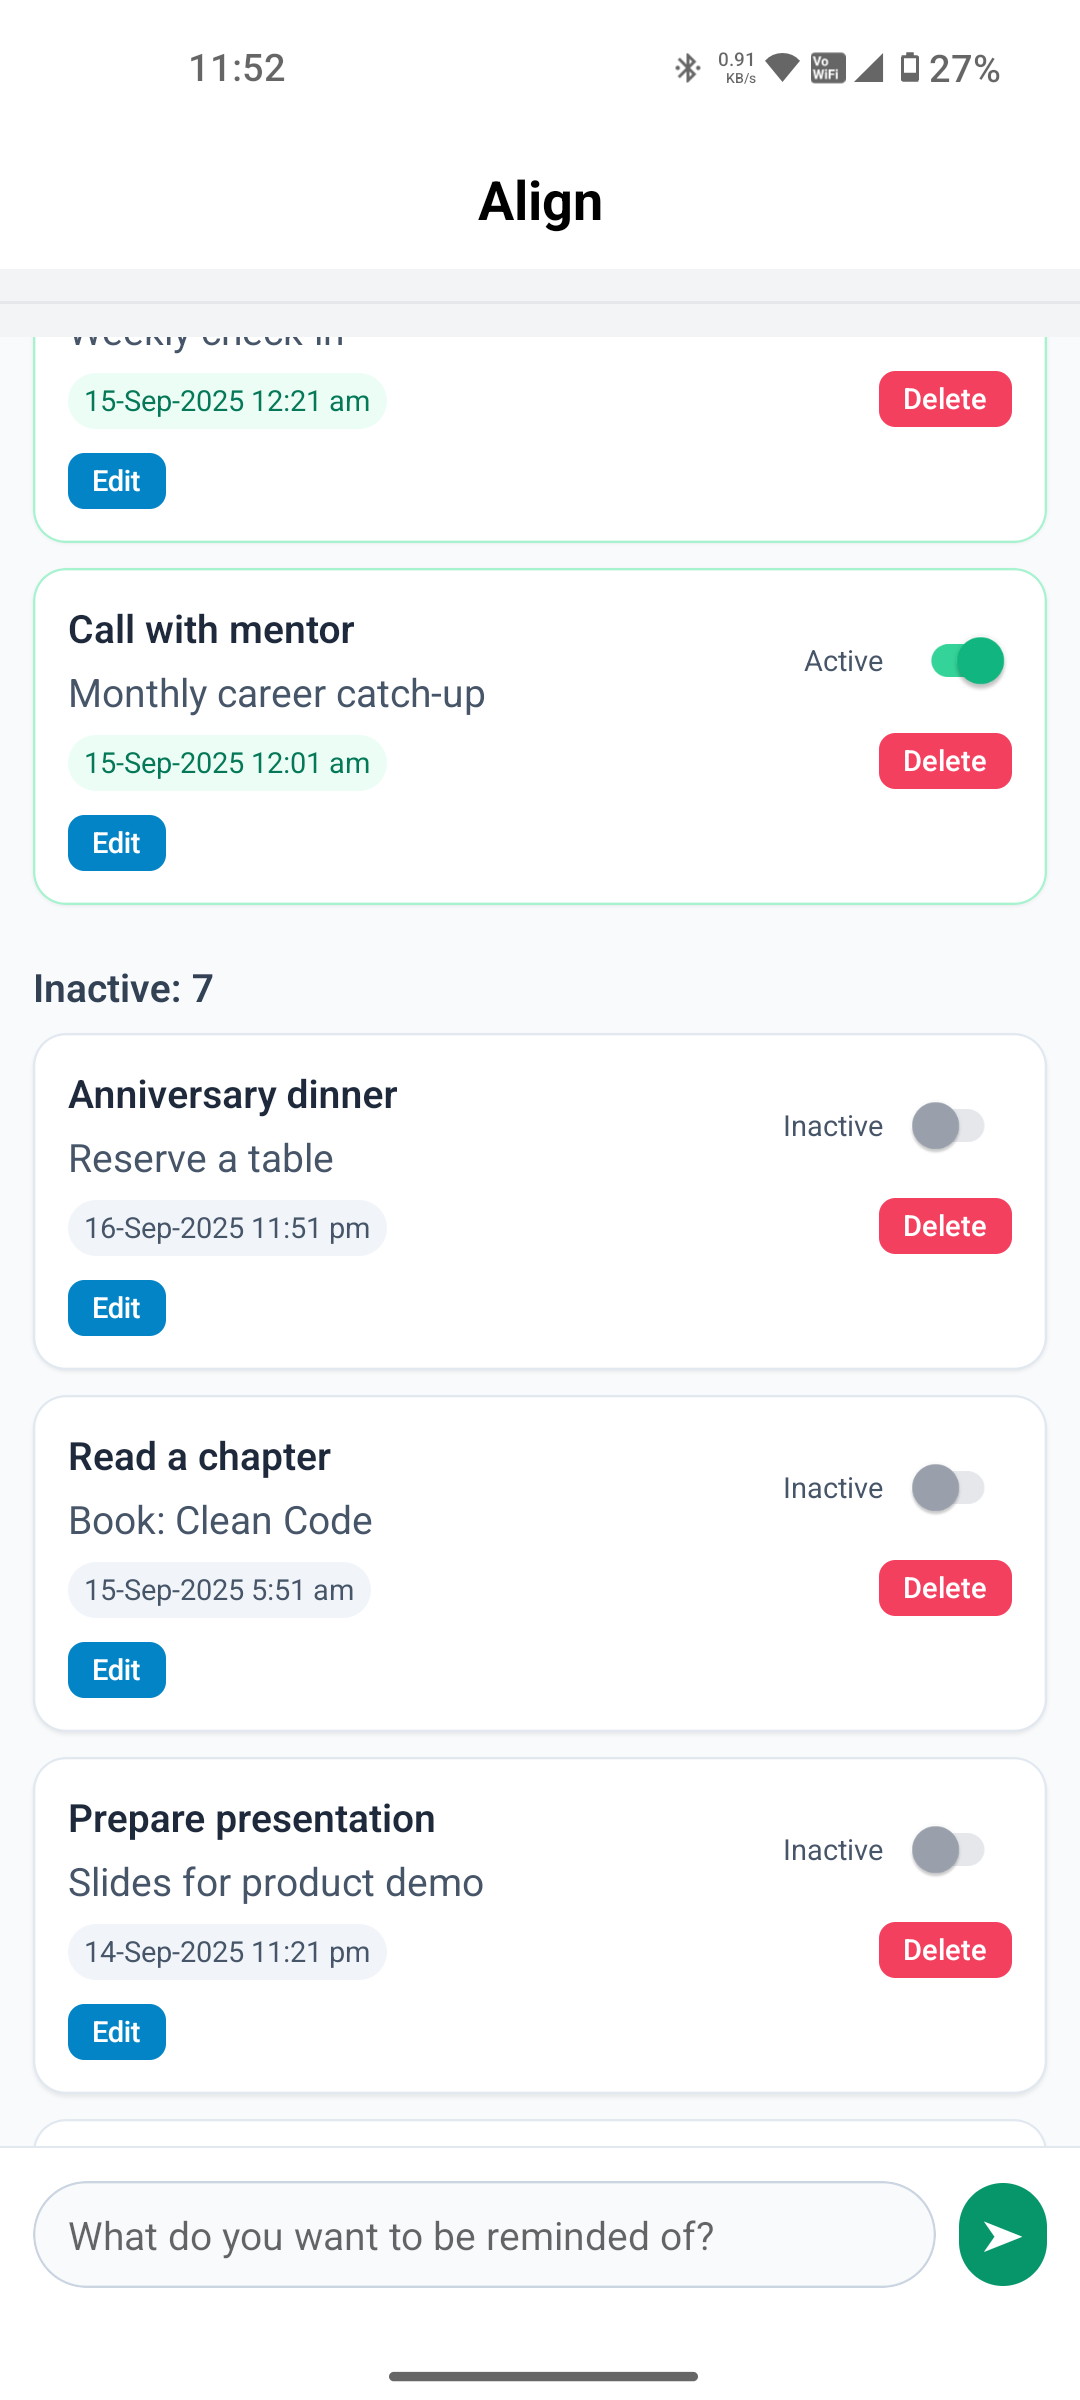 11:52
0.91
KB/s
Vo
WiFi
27%
Align
Weekly check-in
15-Sep-2025 12:21 am
Delete
Edit
Call with mentor
Active
Monthly career catch-up
15-Sep-2025 12:01 am
Delete
Edit
Inactive: 7
Anniversary dinner
Inactive
Reserve a table
16-Sep-2025 11:51 pm
Delete
Edit
Read a chapter
Inactive
Book: Clean Code
15-Sep-2025 5:51 am
Delete
Edit
Prepare presentation
Inactive
Slides for product demo
14-Sep-2025 11:21 pm
Delete
Edit
What do you want to be reminded of?